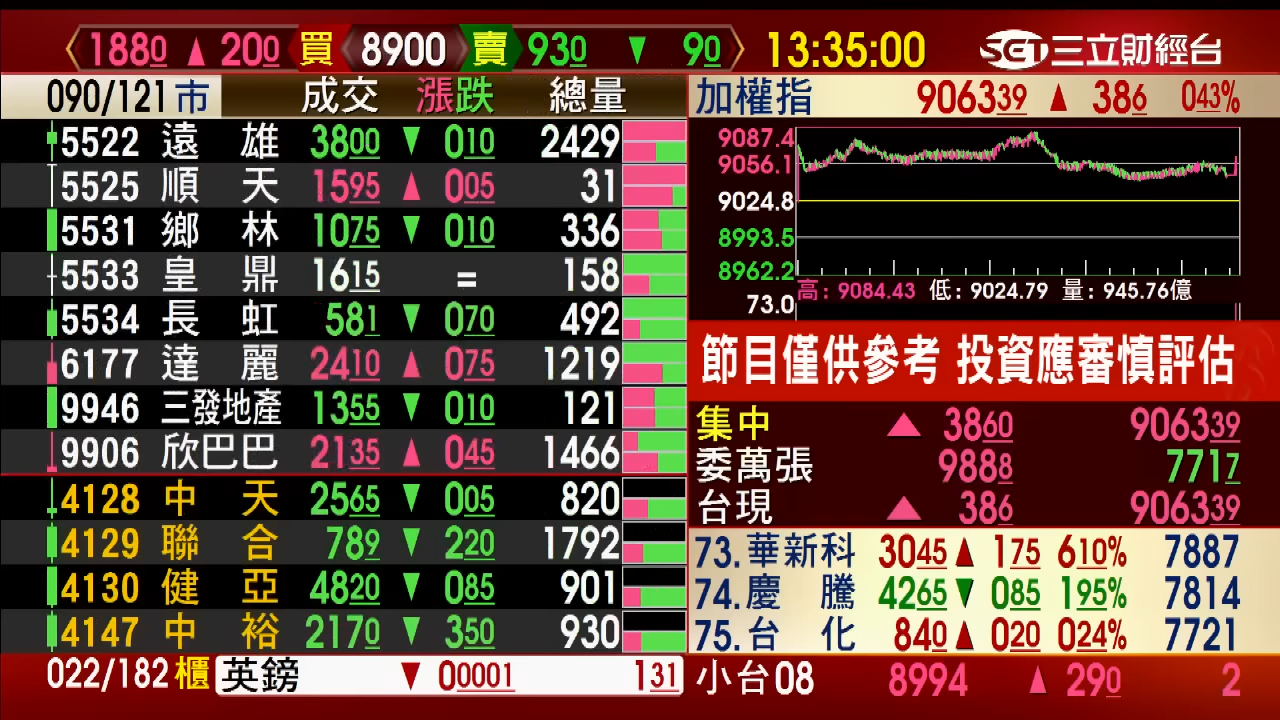 1880 ▲ 200 買 8900 賣 930 ▼ 90 13:35:00 SET 三立財經台
090/121 市 成交 漲跌 總量
5522 遠雄 3800 ▼ 010 2429
5525 順天 1595 ▲ 005 31
5531 鄉林 1075 ▼ 010 336
5533 皇鼎 1615 = 158
5534 長虹 581 ▼ 070 492
6177 達麗 2410 ▲ 075 1219
9946 三發地產 1355 ▼ 010 121
9906 欣巴巴 2135 ▲ 045 1466
4128 中天 2565 ▼ 005 820
4129 聯合 789 ▼ 220 1792
4130 健亞 4820 ▼ 085 901
4147 中裕 2170 ▼ 350 930
022/182 櫃 英鎊 ▼ 00001 131
加權指 906339 ▲ 386 043%
9087.4
9056.1
9024.8
8993.5
8962.2
高: 9084.43 低: 9024.79 量: 945.76億
73.0
節目僅供參考 投資應審慎評估
集中 ▲ 3860 906339
委萬張 9888 7717
台現 ▲ 386 906339
73.華新科 3045 ▲ 175 610% 7887
74.慶騰 4265 ▼ 085 195% 7814
75.台化 840 ▲ 020 024% 7721
小台08 8994 ▲ 290 2